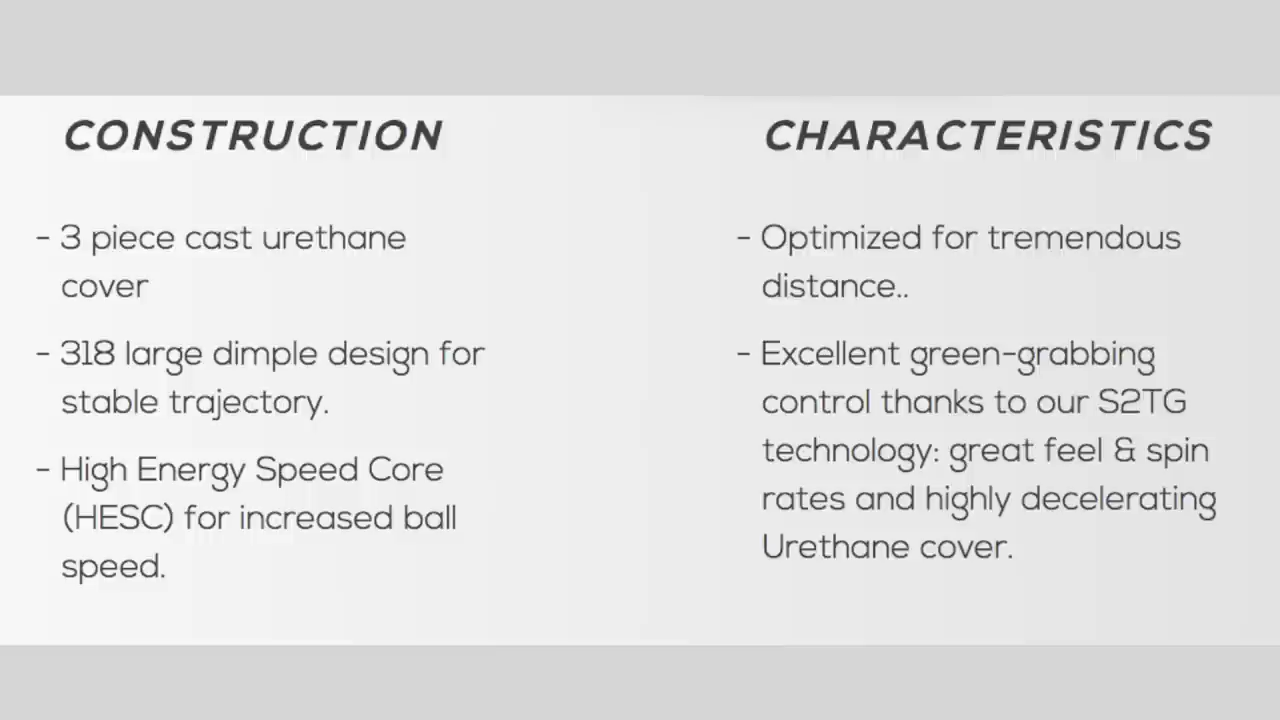 CONSTRUCTION
- 3 piece cast urethane
cover
- 318 large dimple design for
stable trajectory.
- High Energy Speed Core
(HESC) for increased ball
speed.
CHARACTERISTICS
- Optimized for tremendous
distance..
- Excellent green-grabbing
control thanks to our S2TG
technology: great feel & spin
rates and highly decelerating
Urethane cover.